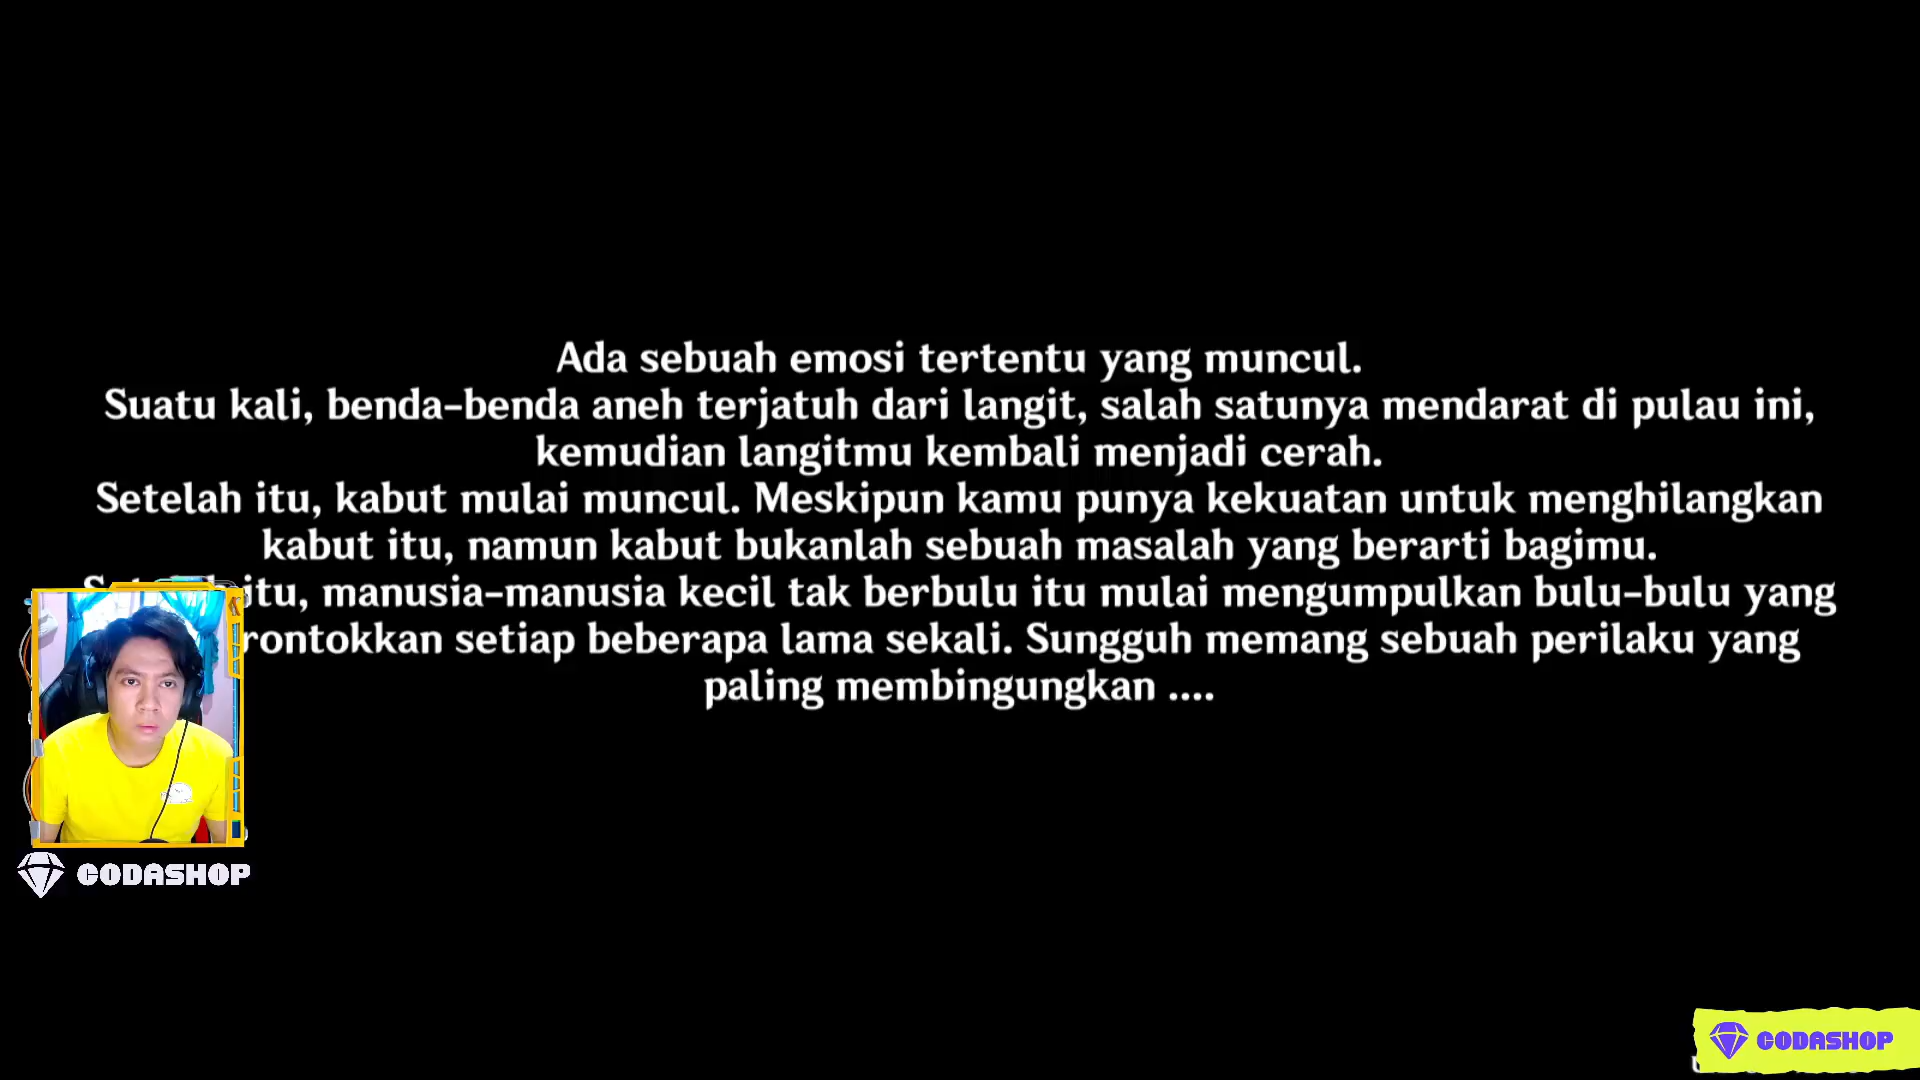 Ada sebuah emosi tertentu yang muncul.
Suatu kali, benda-benda aneh terjatuh dari langit, salah satunya mendarat di pulau ini,
kemudian langitmu kembali menjadi cerah.
Setelah itu, kabut mulai muncul. Meskipun kamu punya kekuatan untuk menghilangkan
kabut itu, namun kabut bukanlah sebuah masalah yang berarti bagimu.
itu, manusia-manusia kecil tak berbulu itu mulai mengumpulkan bulu-bulu yang
setiap beberapa lama sekali. Sungguh memang sebuah perilaku yang
paling membingungkan ....
CODASHOP
CODASHOP